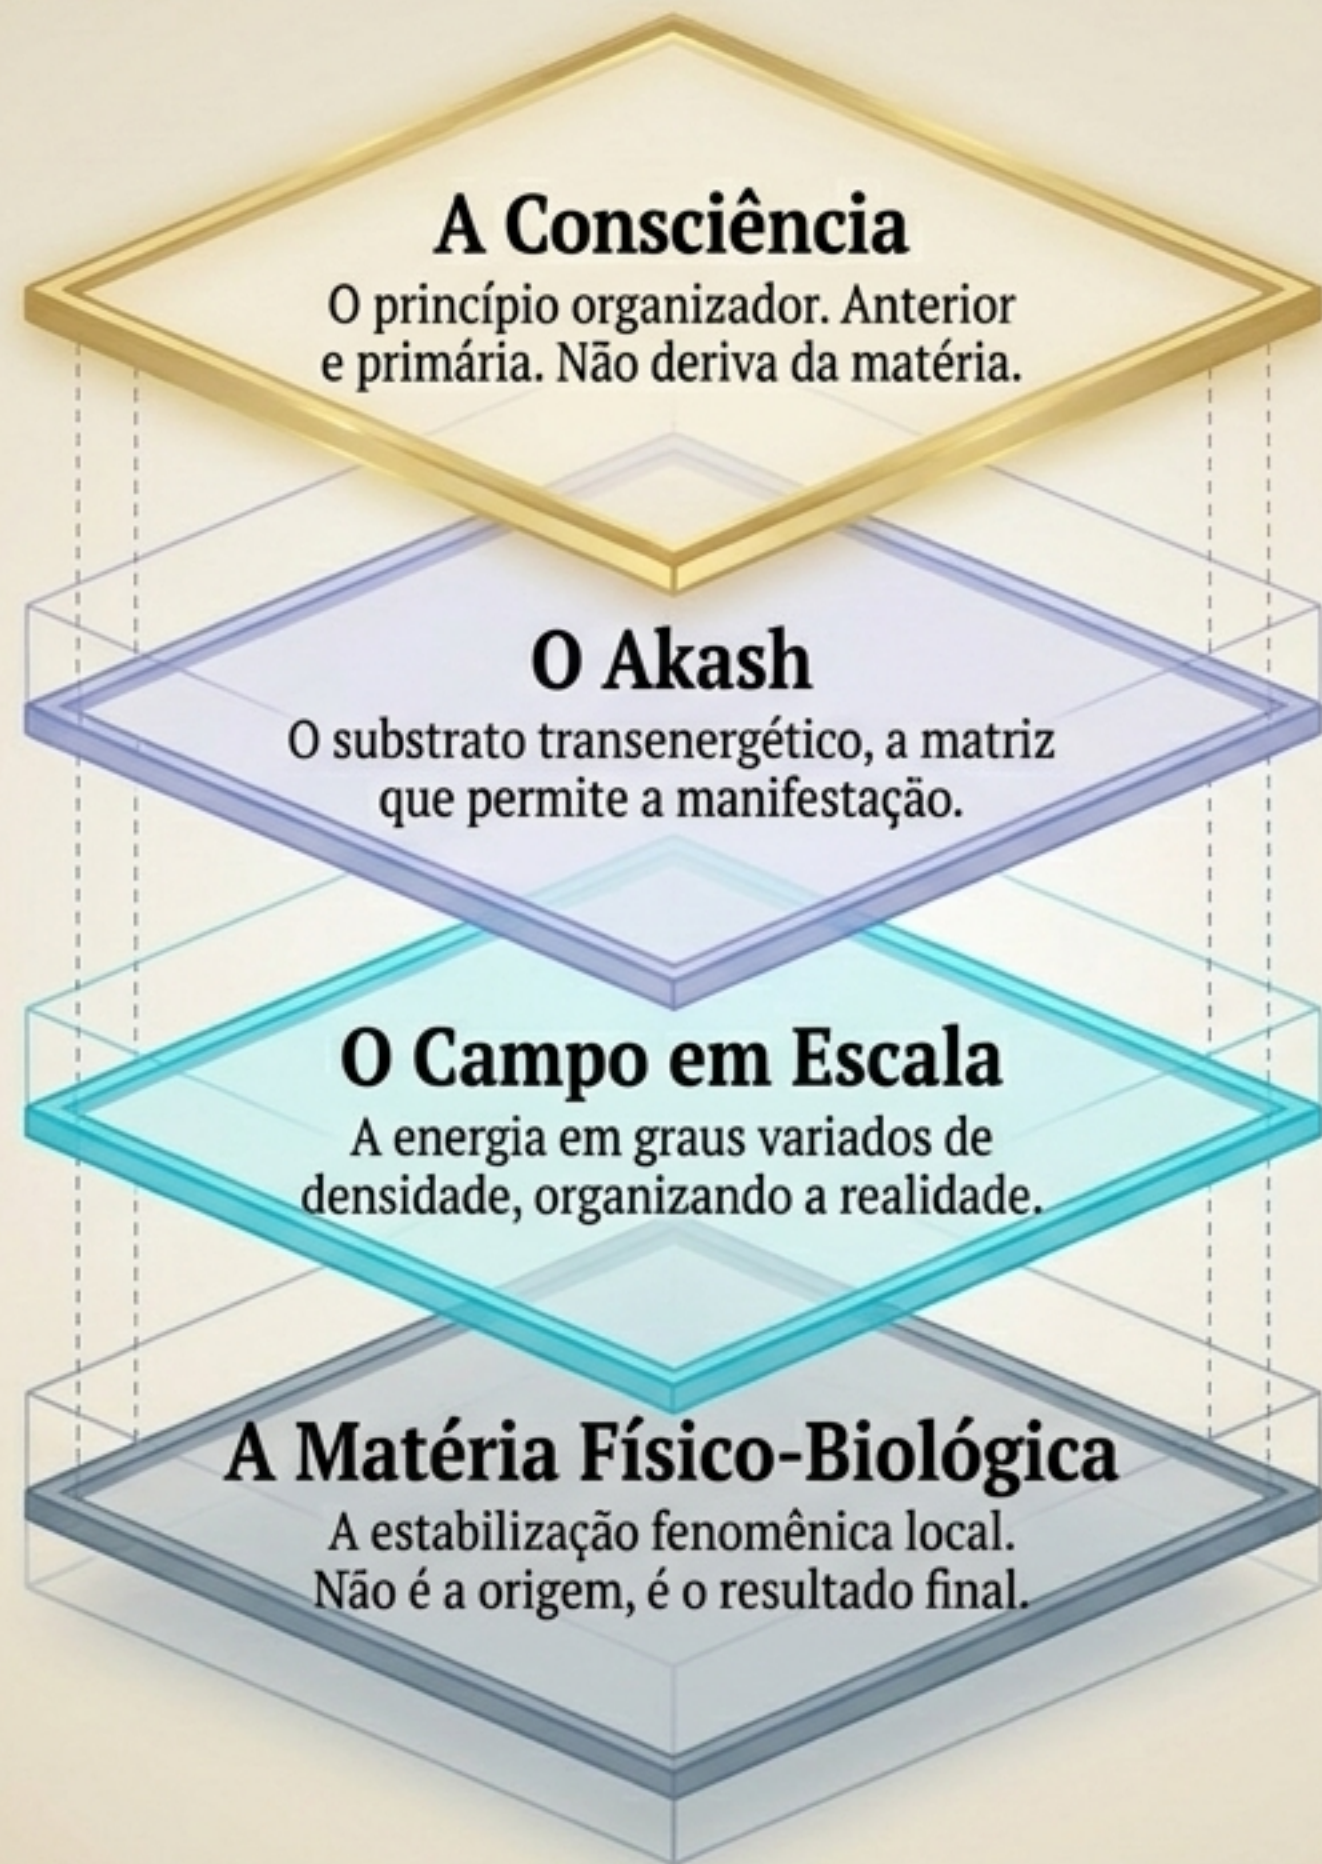 A Consciência
O princípio organizador. Anterior
e primária. Não deriva da matéria.
O Akash
O substrato transenergético, a matriz
que permite a manifestação.
O Campo em Escala
A energia em graus variados de
densidade, organizando a realidade.
A Matéria Físico-Biológica
A estabilização fenomênica local.
Não é a origem, é o resultado final.